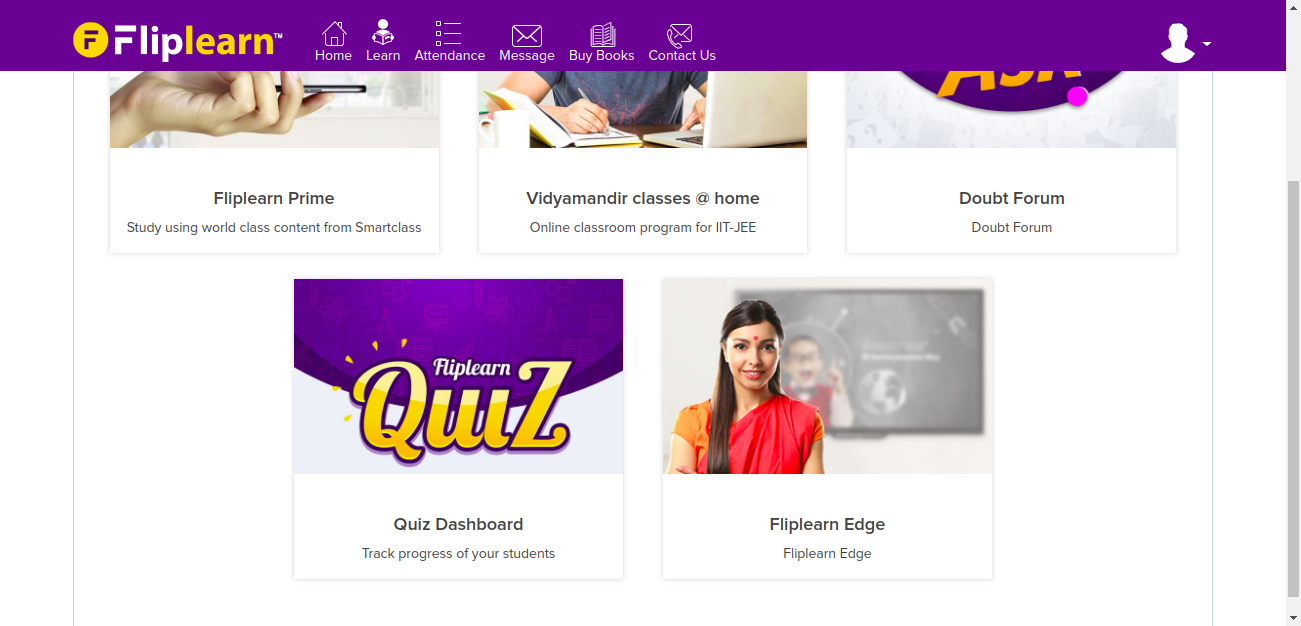 Fliplearn™
Home
Learn
Attendance
Message
Buy Books
Contact Us
Fliplearn Prime
Study using world class content from Smartclass
Vidyamandir classes @ home
Online classroom program for IIT-JEE
Doubt Forum
Doubt Forum
Fliplearn
Quiz
Quiz Dashboard
Track progress of your students
Fliplearn Edge
Fliplearn Edge